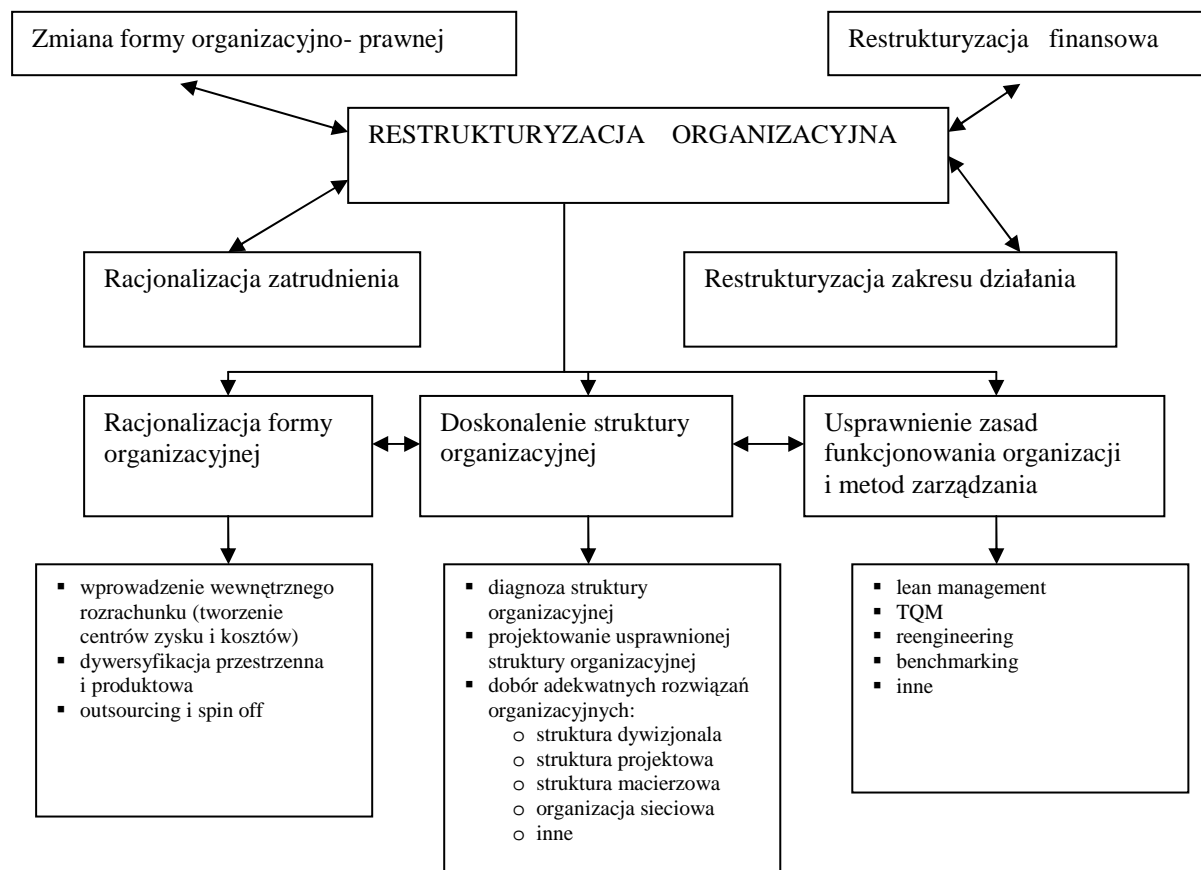 Zmiana formy organizacyjno- prawnej
Restrukturyzacja finansowa
RESTRUKTURYZACJA ORGANIZACYJNA
Racjonalizacja zatrudnienia
Restrukturyzacja zakresu działania
Racjonalizacja formy
organizacyjnej
Doskonalenie struktury
organizacyjnej
Usprawnienie zasad
funkcjonowania organizacji
i metod zarządzania
▪ wprowadzenie wewnętrznego
rozrachunku (tworzenie
centrów zysku i kosztów)
▪ dywersyfikacja przestrzenna
i produktowa
▪ outsourcing i spin off
▪ diagnoza struktury
organizacyjnej
▪ projektowanie usprawnionej
struktury organizacyjnej
▪ dobór adekwatnych rozwiązań
organizacyjnych:
o struktura dywizjonala
o struktura projektowa
o struktura macierzowa
o organizacja sieciowa
o inne
▪ lean management
▪ TQM
▪ reengineering
▪ benchmarking
▪ inne